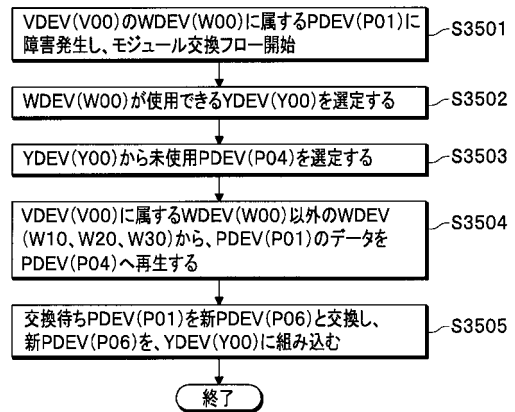 VDEV(V00)のWDEV(W00)に属するPDEV(P01)に
障害発生し、モジュール交換フロー開始
S3501
WDEV(W00)が使用できるYDEV(Y00)を選定する
S3502
YDEV(Y00)から未使用PDEV(P04)を選定する
S3503
VDEV(V00)に属するWDEV(W00)以外のWDEV
(W10、W20、W30)から、PDEV(P01)のデータを
PDEV(P04)へ再生する
S3504
交換待ちPDEV(P01)を新PDEV(P06)と交換し、
新PDEV(P06)を、YDEV(Y00)に組み込む
S3505
終了